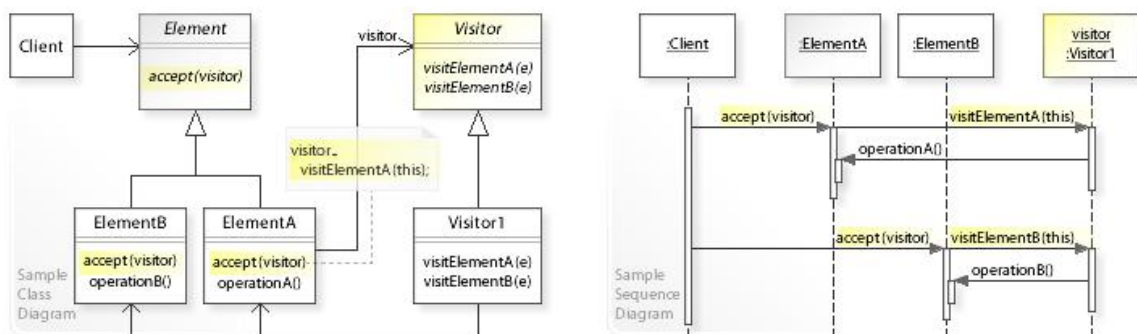 Client
Element
accept(visitor)
visitor
Visitor
visitElementA(e)
visitElementB(e)
visitor_
visitElementA(this);
ElementB
accept(visitor)
operationB()
ElementA
accept(visitor)
operationA()
Visitor1
visitElementA(e)
visitElementB(e)
Sample
Class
Diagram
:Client
:ElementA
:ElementB
visitor
:Visitor1
accept(visitor)
visitElementA(this)
operationA()
accept(visitor)
visitElementB(this)
operationB()
Sample
Sequence
Diagram